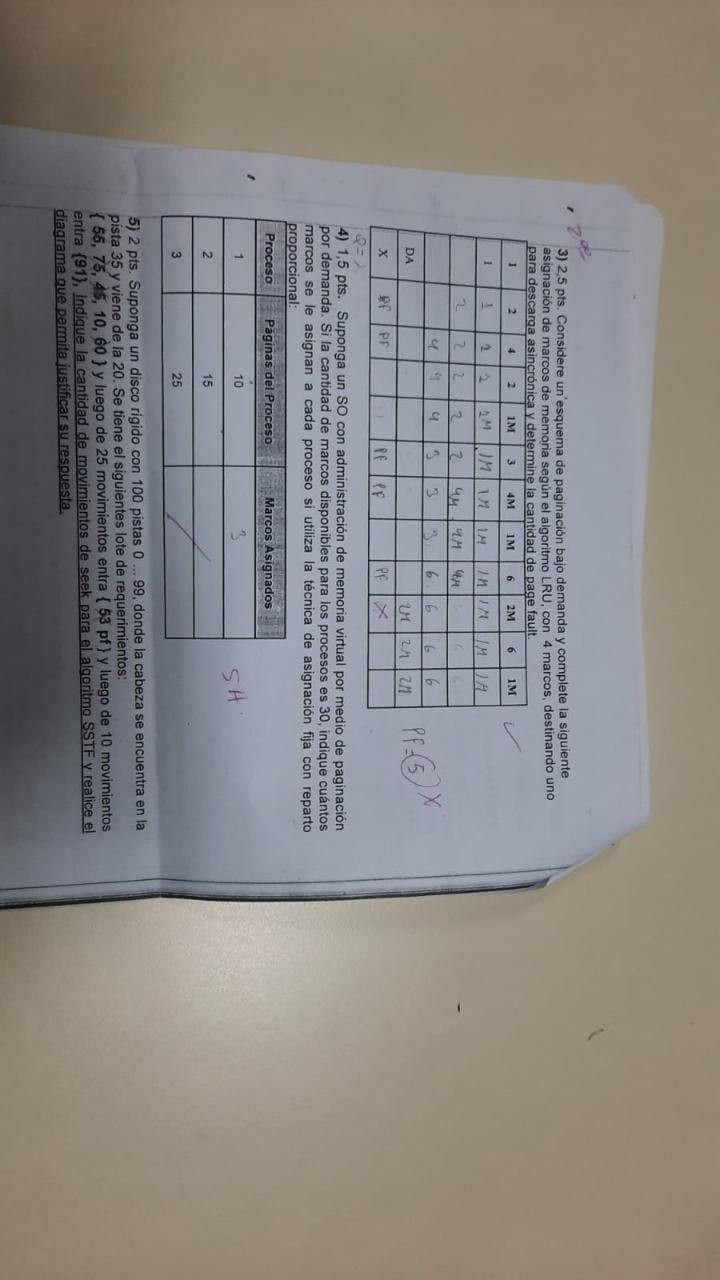 3) 2,5 pts. Considere un esquema de paginación bajo demanda y complete la siguiente
asignación de marcos de memoria según el algoritmo LRU, con 4 marcos, destinando uno
para descarga asincrónica y determine la cantidad de page fault.
1 2 4 2 1M 3 4M 1M 6 2M 6 1M
1 1 1 1 1M 1M 1M 1M 1M 1M 1M 1M
2 2 2 2 2 4M 4M 4M 6 6 6
4 4 4 3 3 3 6 6 6 6
DA 2M 2M 2M
X PF PF PF PF PF X
PF=5 X
4) 1,5 pts. Suponga un SO con administración de memoria virtual por medio de paginación
por demanda. Si la cantidad de marcos disponibles para los procesos es 30, indique cuántos
marcos se le asignan a cada proceso si utiliza la técnica de asignación fija con reparto
proporcional:
Proceso Páginas del Proceso Marcos Asignados
1 10 3
2 15
3 25
5) 2 pts. Suponga un disco rígido con 100 pistas 0 ... 99, donde la cabeza se encuentra en la
pista 35 y viene de la 20. Se tiene el siguientes lote de requerimientos:
{ 55, 75, 45, 10, 60 } y luego de 25 movimientos entra { 53 pf } y luego de 10 movimientos
entra {91}. Indique la cantidad de movimientos de seek para el algoritmo SSTF y realice el
diagrama que permita justificar su respuesta.